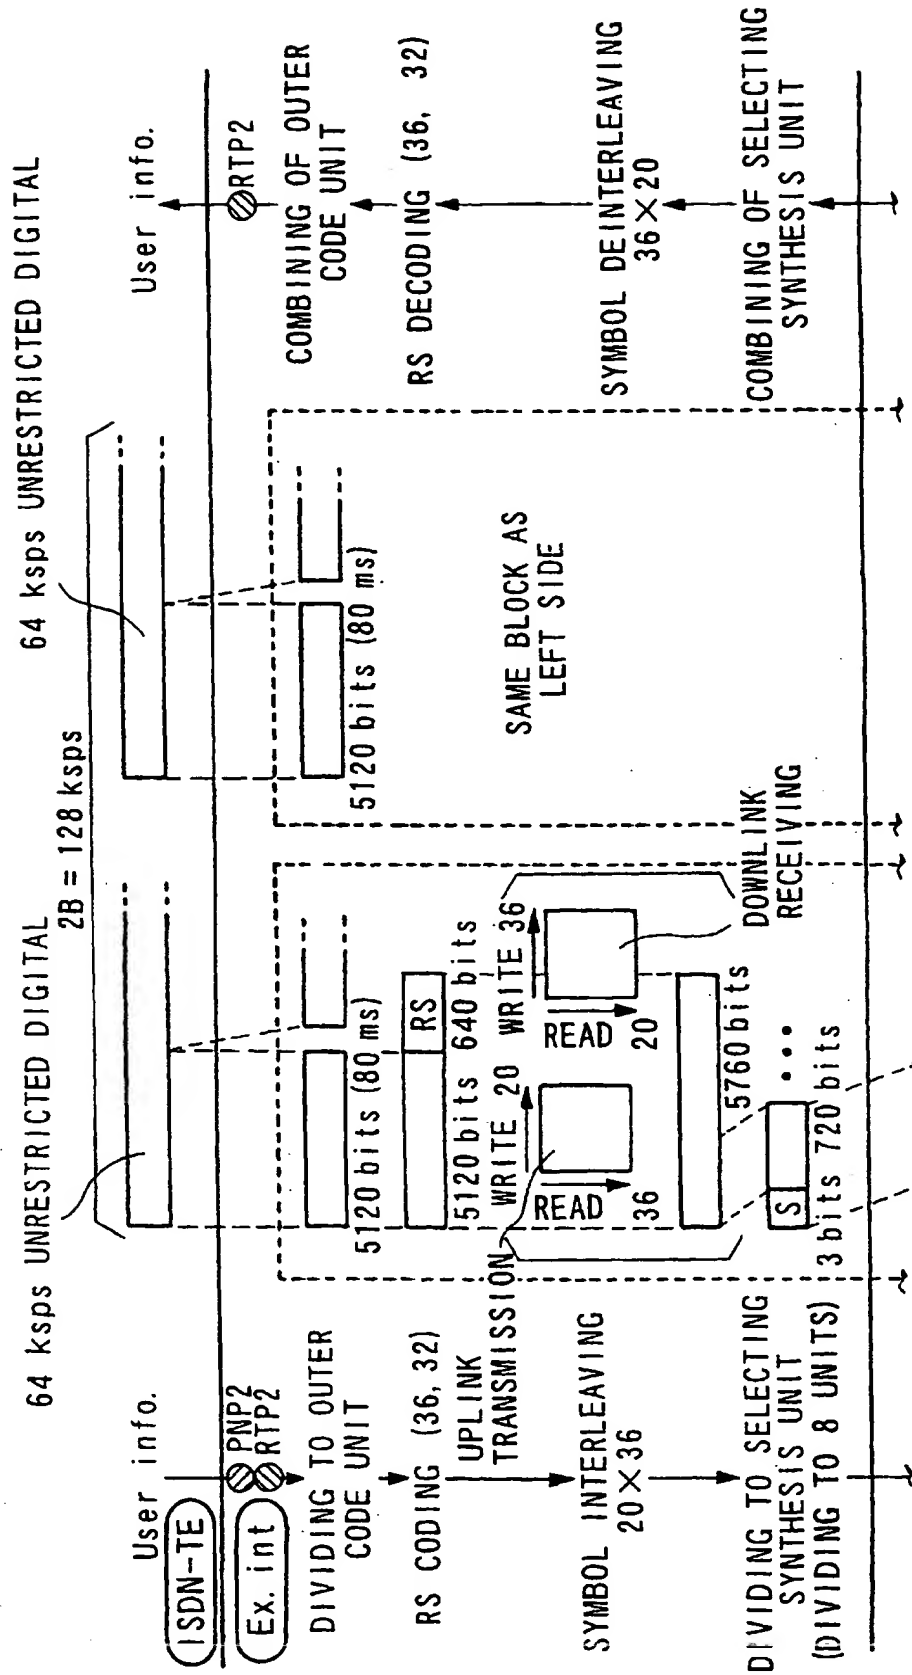 64 ksps UNRESTRICTED DIGITAL
64 ksps UNRESTRICTED DIGITAL
2B = 128 ksps
User info.
User info.
ISDN-TE
Ex. int
PNP2
RTP2
RTP2
DIVIDING TO OUTER
CODE UNIT
5120 bits (80 ms)
5120 bits (80 ms)
COMBINING OF OUTER
CODE UNIT
RS CODING (36, 32)
RS
5120 bits
640 bits
RS DECODING (36, 32)
UPLINK
TRANSMISSION
WRITE 20
READ
36
WRITE 36
READ
20
SAME BLOCK AS
LEFT SIDE
SYMBOL INTERLEAVING
20×36
SYMBOL DEINTERLEAVING
36×20
5760 bits
DOWNLINK
RECEIVING
DIVIDING TO SELECTING
SYNTHESIS UNIT
(DIVIDING TO 8 UNITS)
S
3 bits
720 bits
COMBINING OF SELECTING
SYNTHESIS UNIT